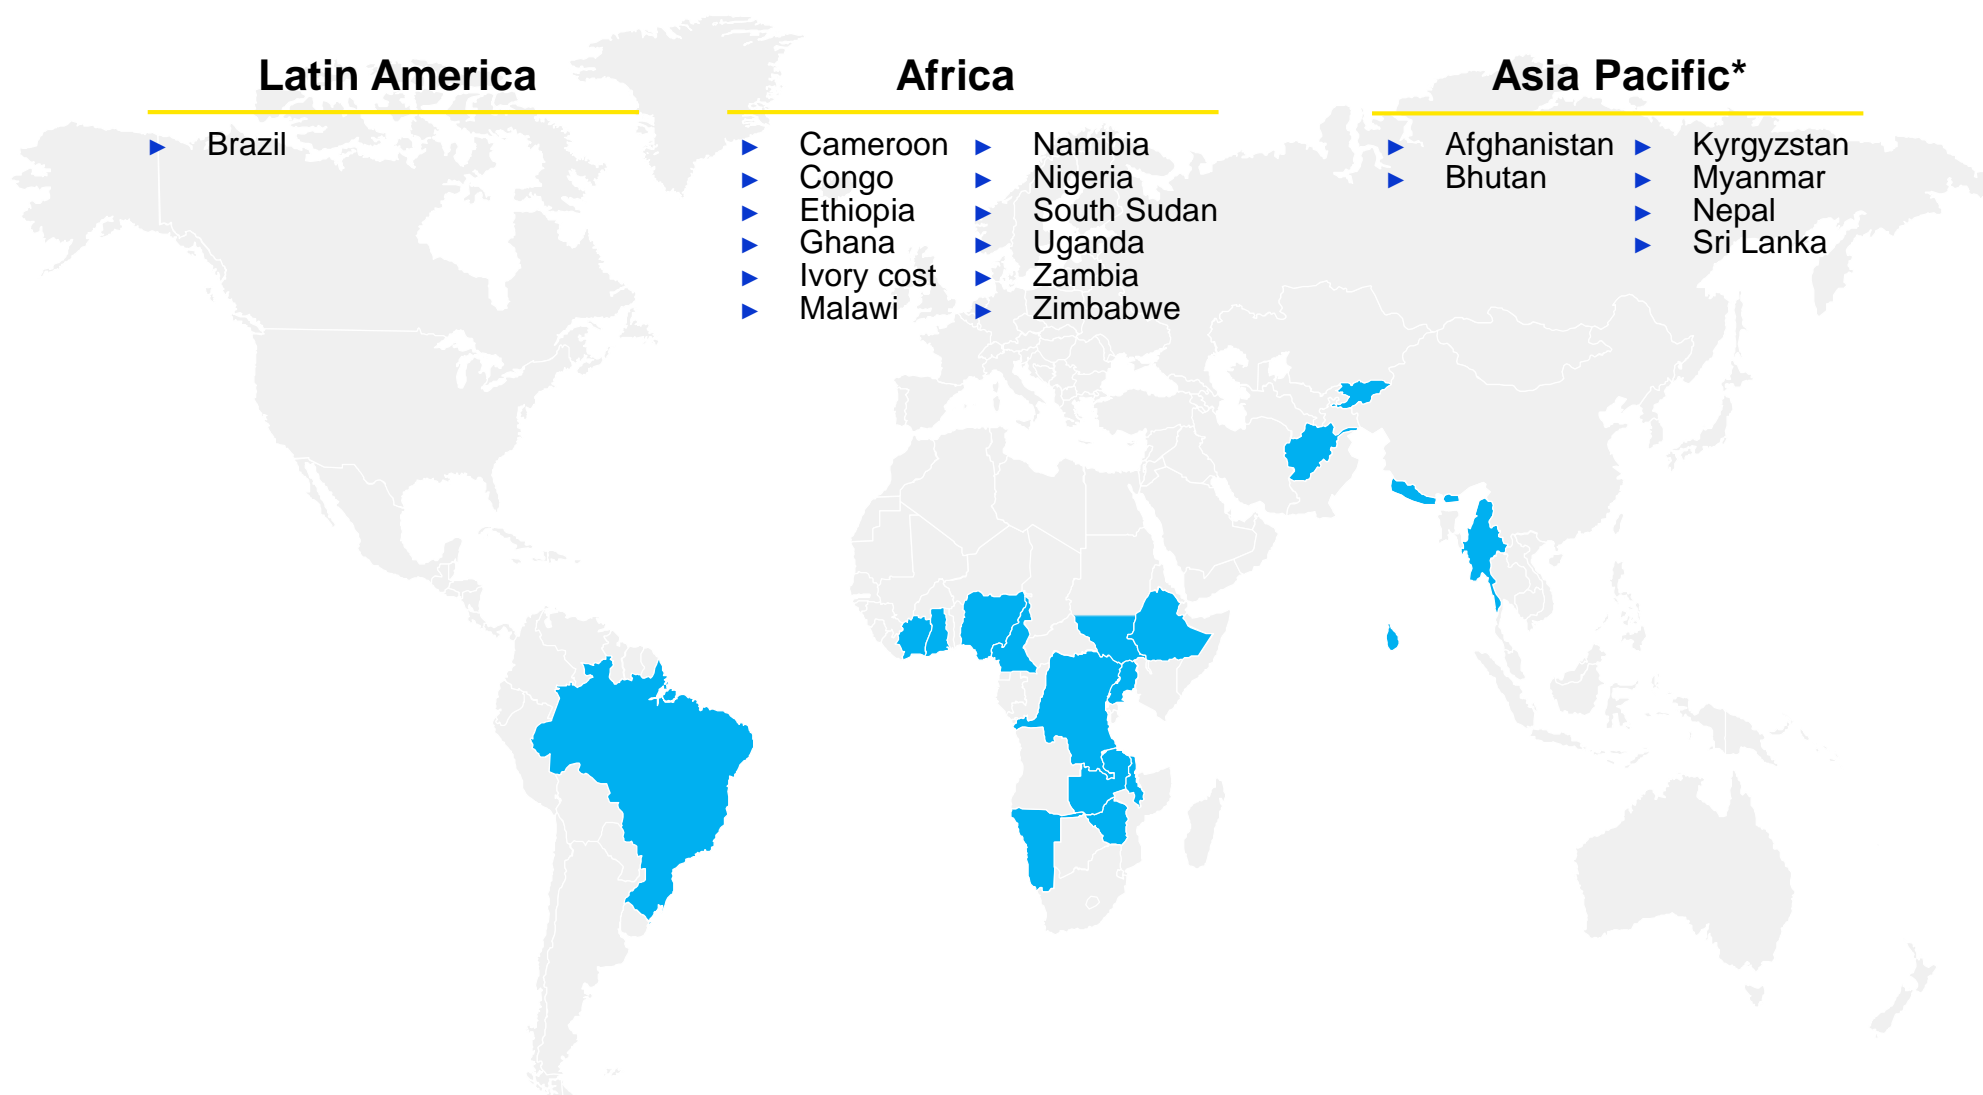 Latin America
► Brazil
Africa
► Cameroon
► Congo
► Ethiopia
► Ghana
► Ivory cost
► Malawi
► Namibia
► Nigeria
► South Sudan
► Uganda
► Zambia
► Zimbabwe
Asia Pacific*
► Afghanistan
► Bhutan
► Kyrgyzstan
► Myanmar
► Nepal
► Sri Lanka